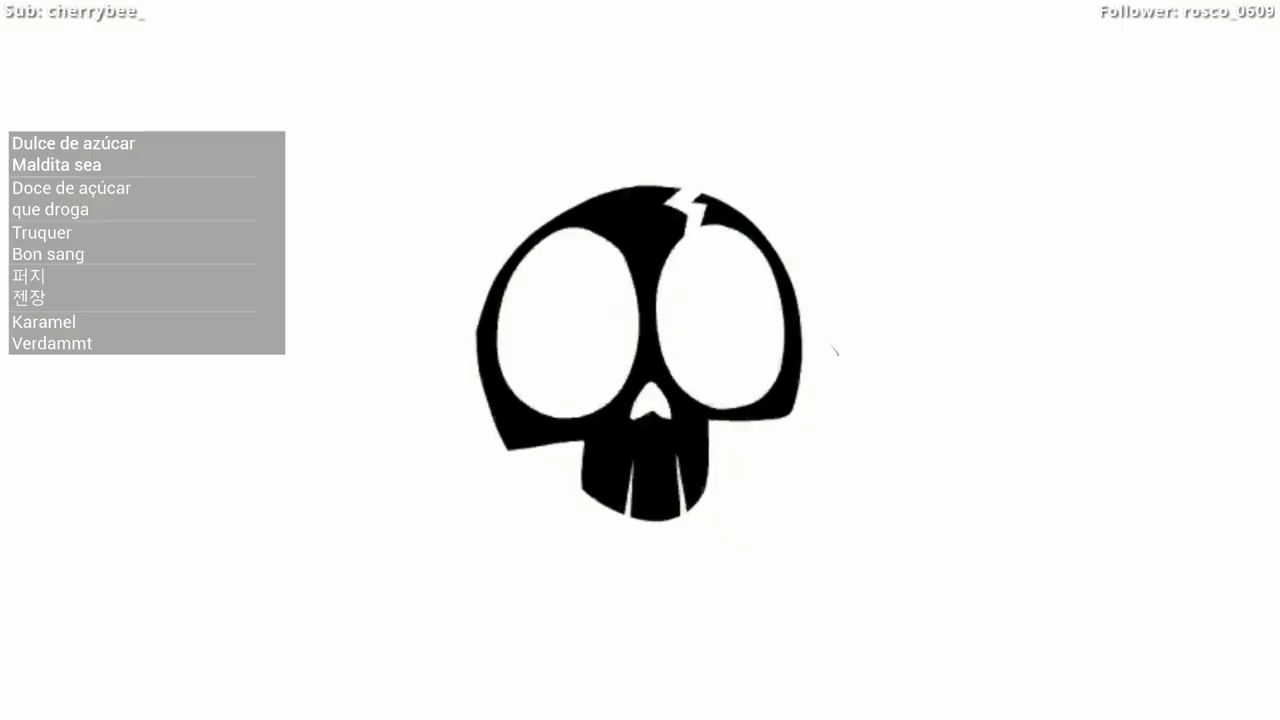 Sub: cherrybee_
Follower: rosco_0609
Dulce de azúcar
Maldita sea
Doce de açúcar
que droga
Truquer
Bon sang
퍼지
젠장
Karamel
Verdammt